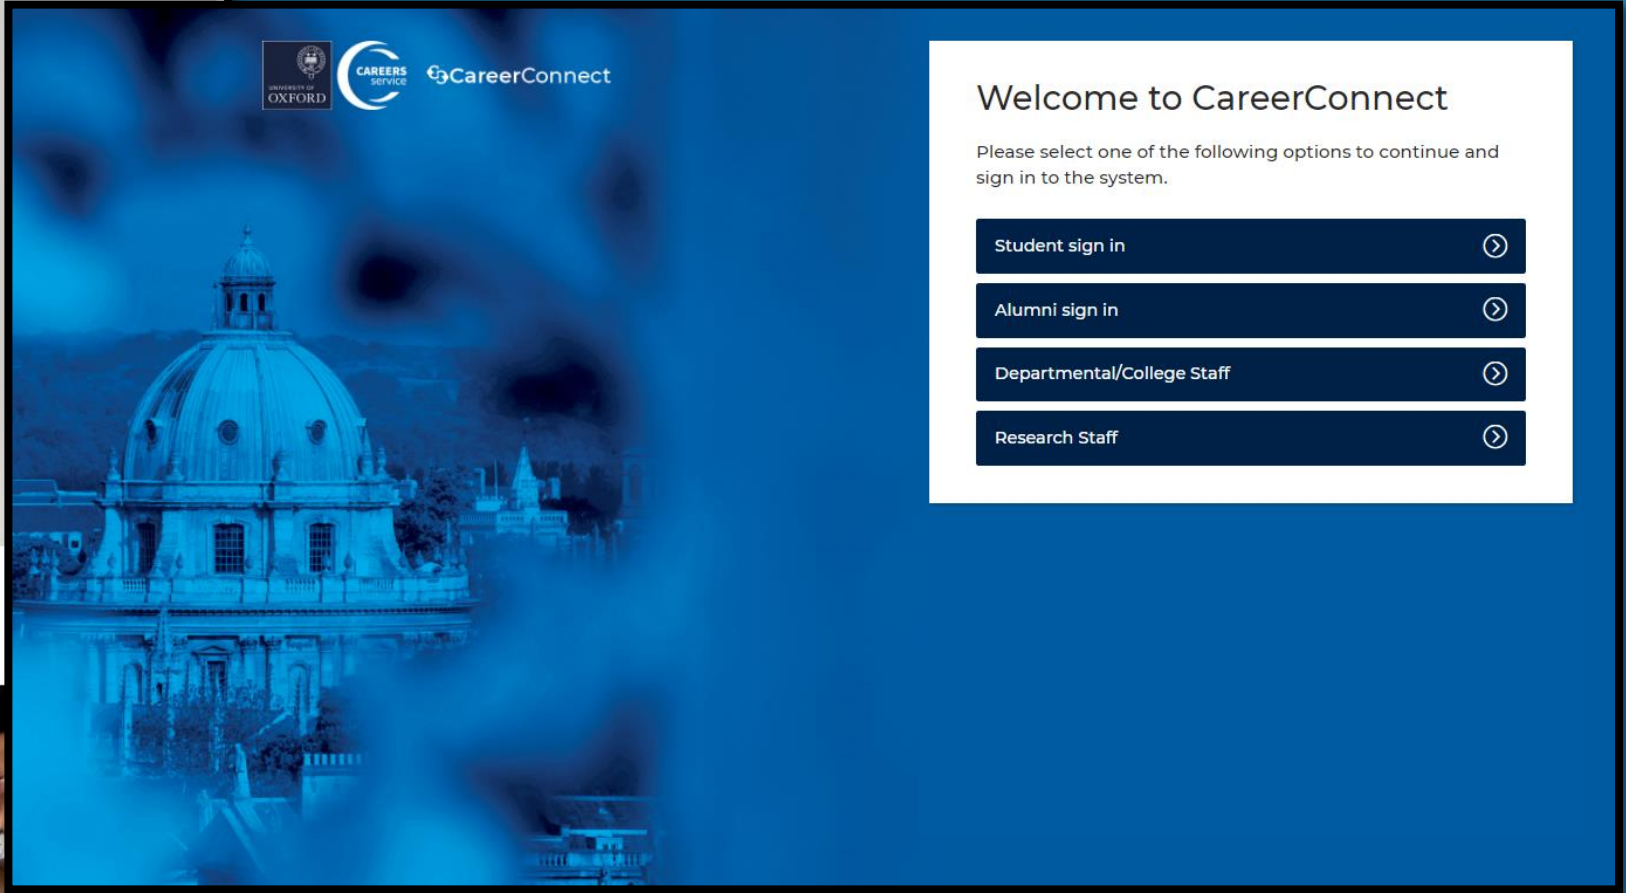 UNIVERSITY OF
OXFORD
CAREERS
service
CareerConnect
Welcome to CareerConnect
Please select one of the following options to continue and
sign in to the system.
Student sign in
Alumni sign in
Departmental/College Staff
Research Staff